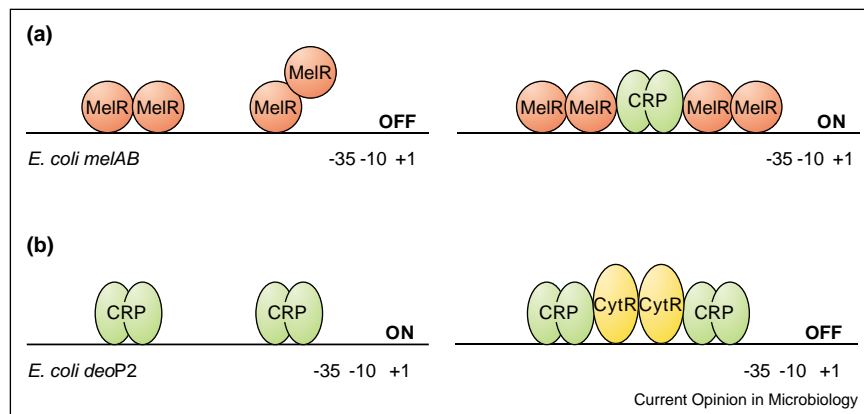 (a)
MelR MelR MelR MelR OFF
E. coli melAB -35 -10 +1
MelR MelR CRP MelR MelR ON
-35 -10 +1
(b)
CRP CRP ON
E. coli deoP2 -35 -10 +1
CRP CytR CytR CRP OFF
-35 -10 +1
Current Opinion in Microbiology